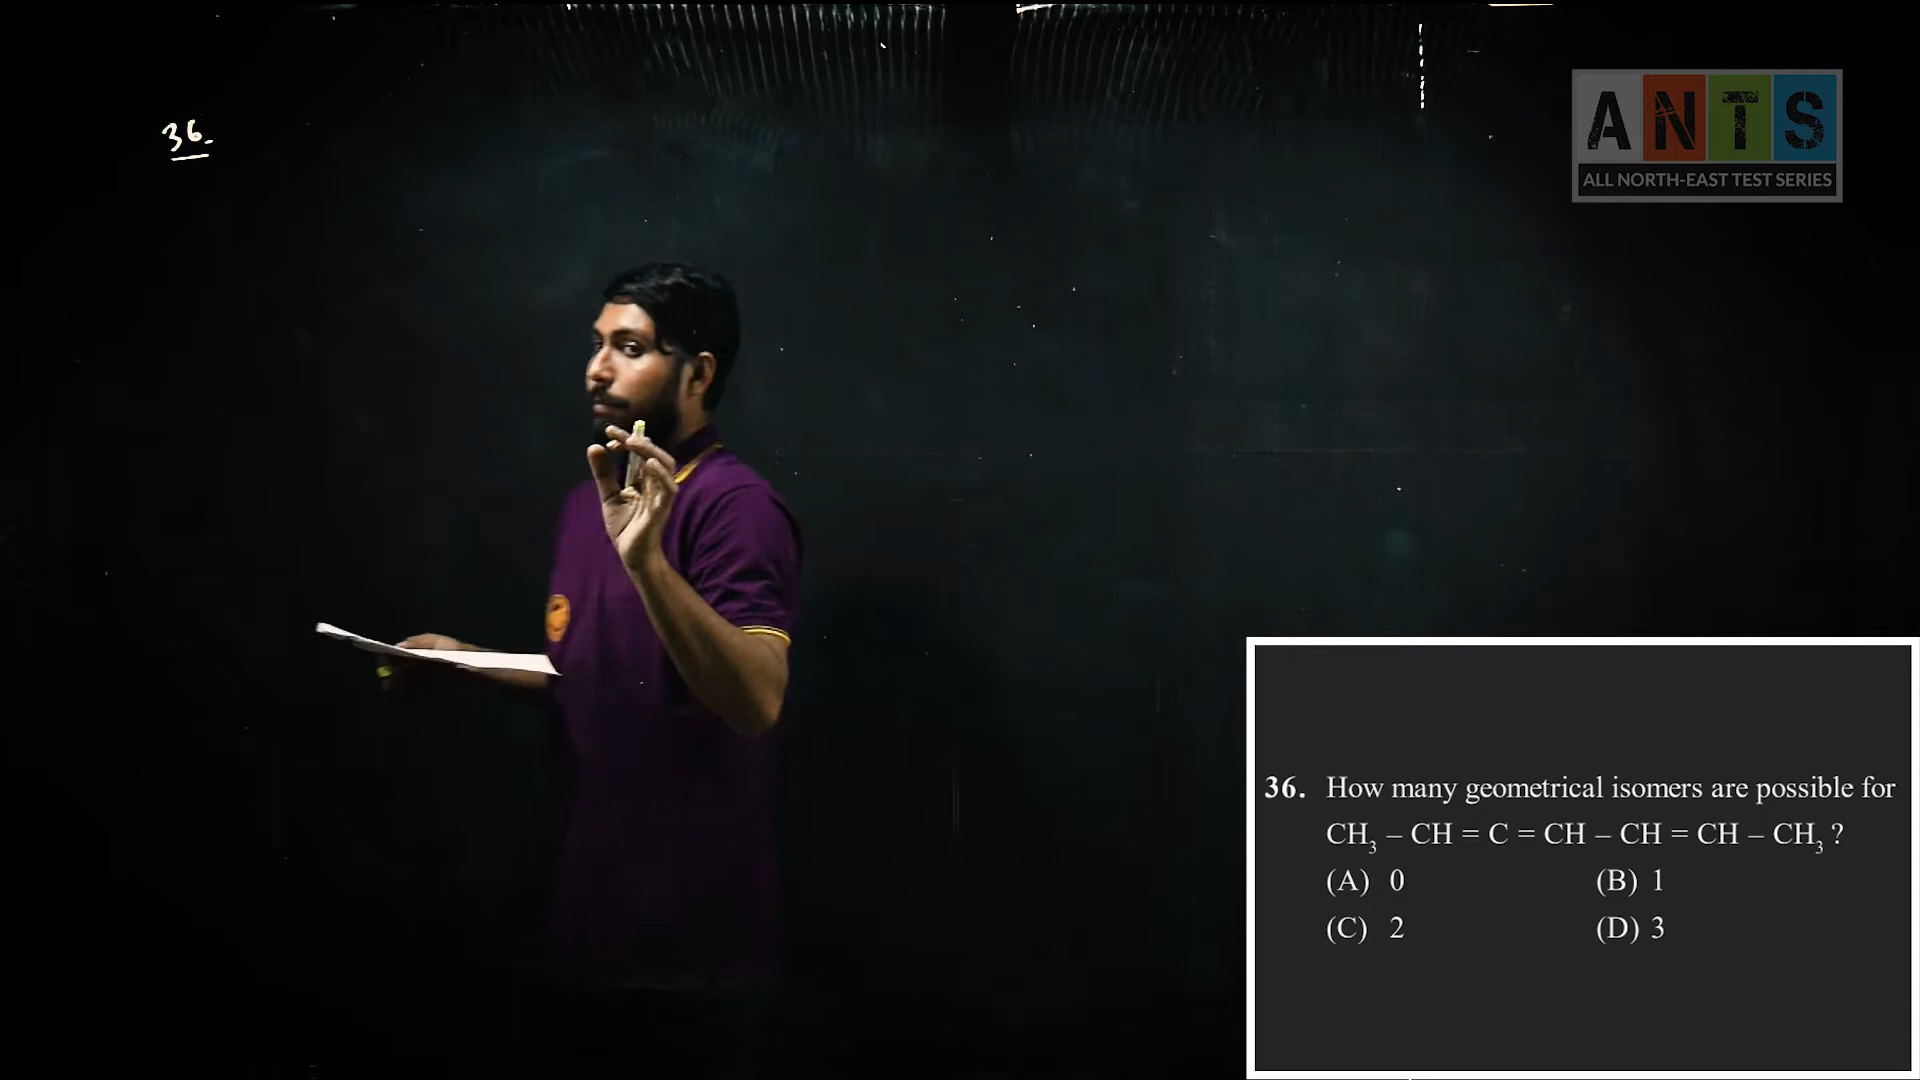 36.
ANTS
ALL NORTH-EAST TEST SERIES
36. How many geometrical isomers are possible for
CH₃ – CH = C = CH – CH = CH – CH₃ ?
(A) 0 (B) 1
(C) 2 (D) 3